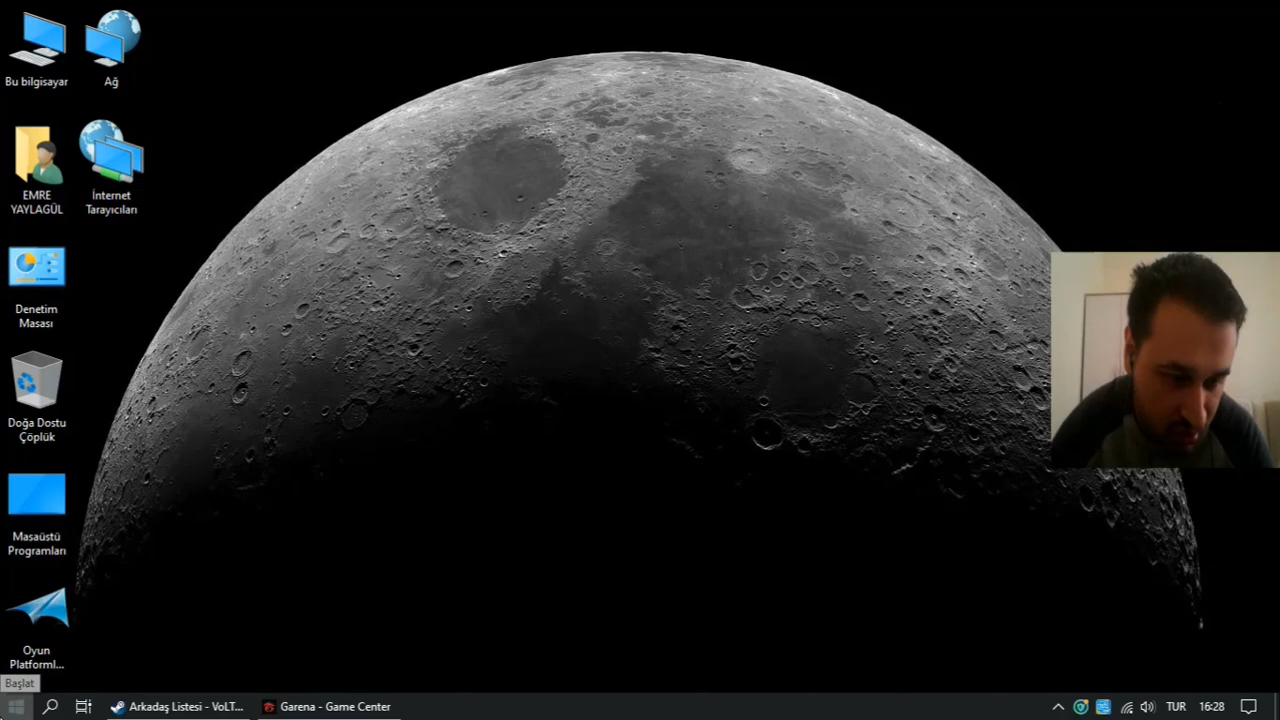 Bu bilgisayar
Ağ
EMRE
YAYLAGÜL
İnternet
Tarayıcıları
Denetim
Masası
Doğa Dostu
Çöplük
Masaüstü
Programları
Oyun
Platforml...
Başlat
Arkadaş Listesi - VoLT...
Garena - Game Center
TUR
16:28